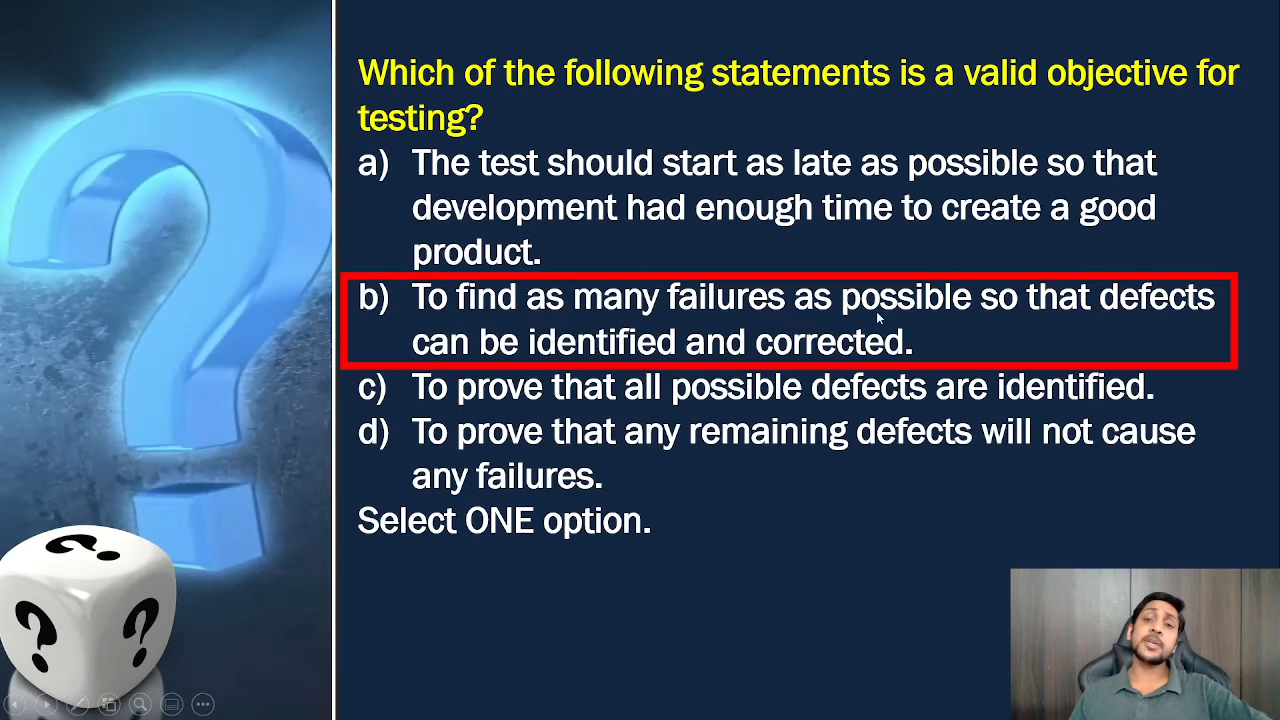 Which of the following statements is a valid objective for
testing?
a) The test should start as late as possible so that
development had enough time to create a good
product.
b) To find as many failures as possible so that defects
can be identified and corrected.
c) To prove that all possible defects are identified.
d) To prove that any remaining defects will not cause
any failures.
Select ONE option.